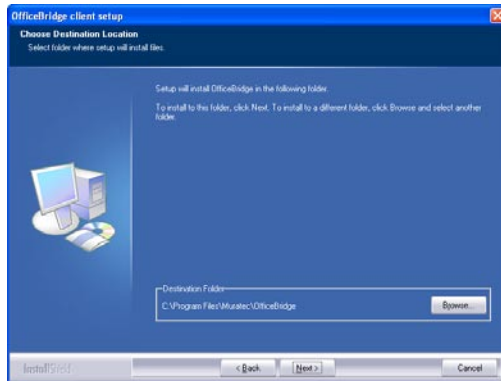 OfficeBridge client setup
Choose Destination Location
Select folder where setup will install files.
Setup will install OfficeBridge in the following folder.
To install to this folder, click Next. To install to a different folder, click Browse and select another
folder.
Destination Folder
C:\Program Files\Muratec\OfficeBridge
Browse...
InstallShield
< Back
Next >
Cancel